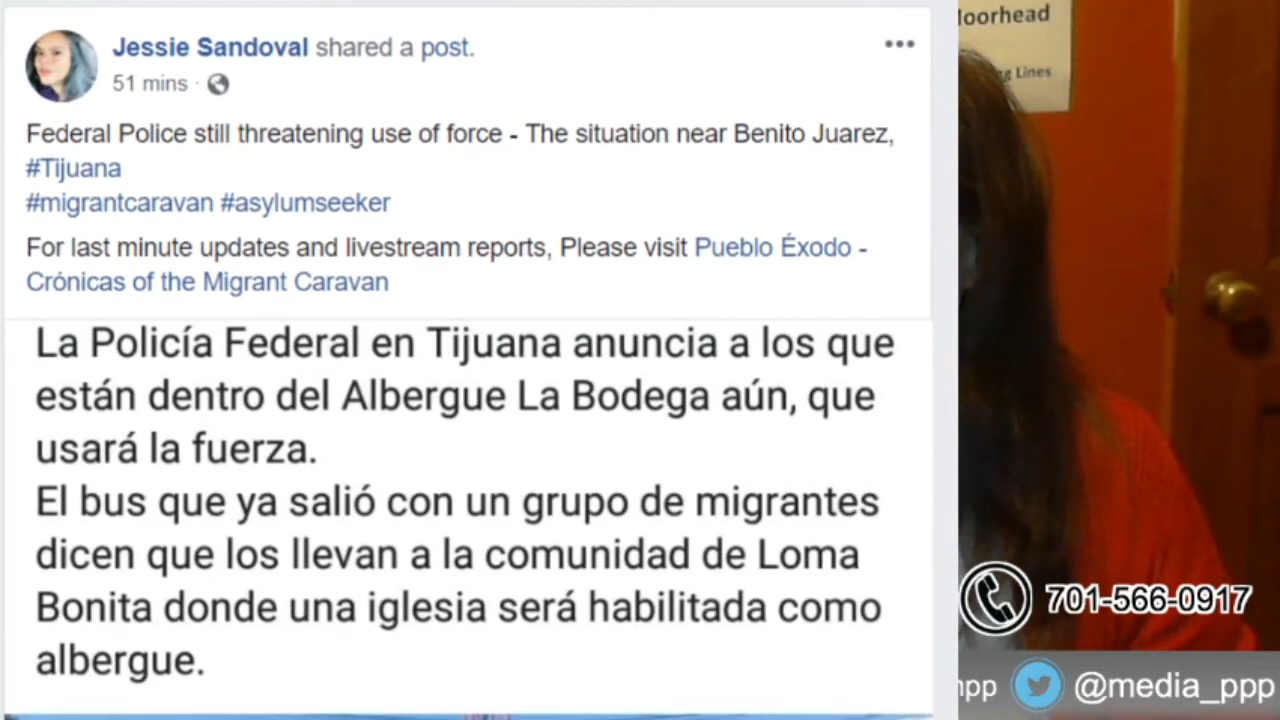 Jessie Sandoval shared a post.
51 mins ·
Federal Police still threatening use of force - The situation near Benito Juarez,
#Tijuana
#migrantcaravan #asylumseeker
For last minute updates and livestream reports, Please visit Pueblo Éxodo -
Crónicas of the Migrant Caravan
La Policía Federal en Tijuana anuncia a los que
están dentro del Albergue La Bodega aún, que
usará la fuerza.
El bus que ya salió con un grupo de migrantes
dicen que los llevan a la comunidad de Loma
Bonita donde una iglesia será habilitada como
albergue.
Lines
701-566-0917
@media_ppp